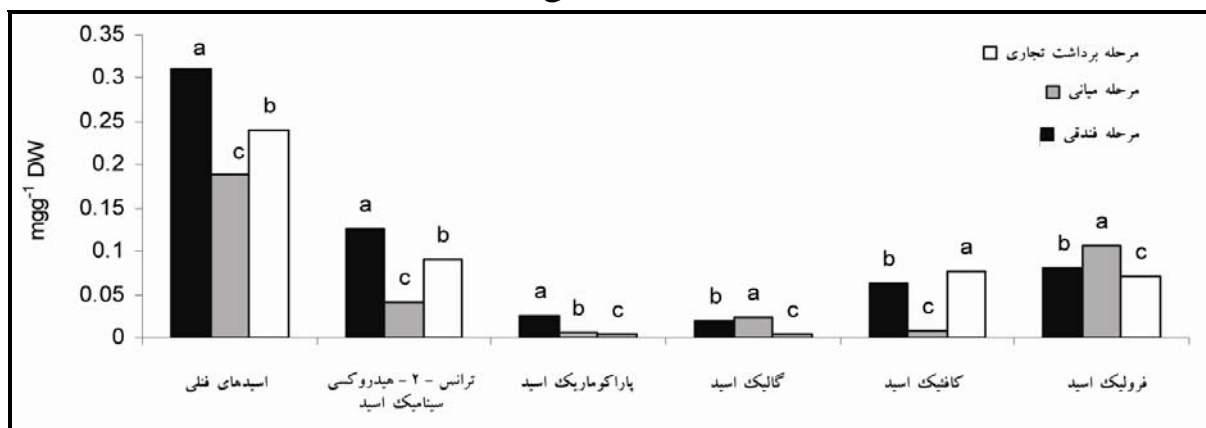 0.35
0.3
0.25
0.2
0.15
0.1
0.05
0
mgg-1 DW
a
c
b
a
c
b
a
b
c
b
a
c
b
c
a
b
a
c
مرحله برداشت تجاری
مرحله میانی
مرحله فندقی
اسیدهای فنلی
ترانس - ۲ - هیدروکسی
سینامیک اسید
پاراکوماریک اسید
گالیک اسید
کافئیک اسید
فرولیک اسید